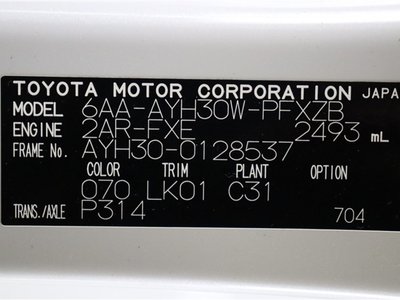 TOYOTA MOTOR CORPORATION JAPAN
MODEL 6AA-AYH30W-PFXZB
ENGINE 2AR-FXE 2493 mL
FRAME No. AYH30-0128537
COLOR TRIM PLANT OPTION
070 LK01 C31
TRANS./AXLE P314 704